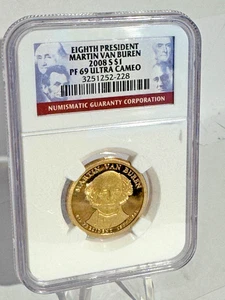 EIGHTH PRESIDENT
MARTIN VAN BUREN
2008 S $1
PF 69 ULTRA CAMEO
3251252-228
NUMISMATIC GUARANTY CORPORATION
MARTIN VAN BUREN